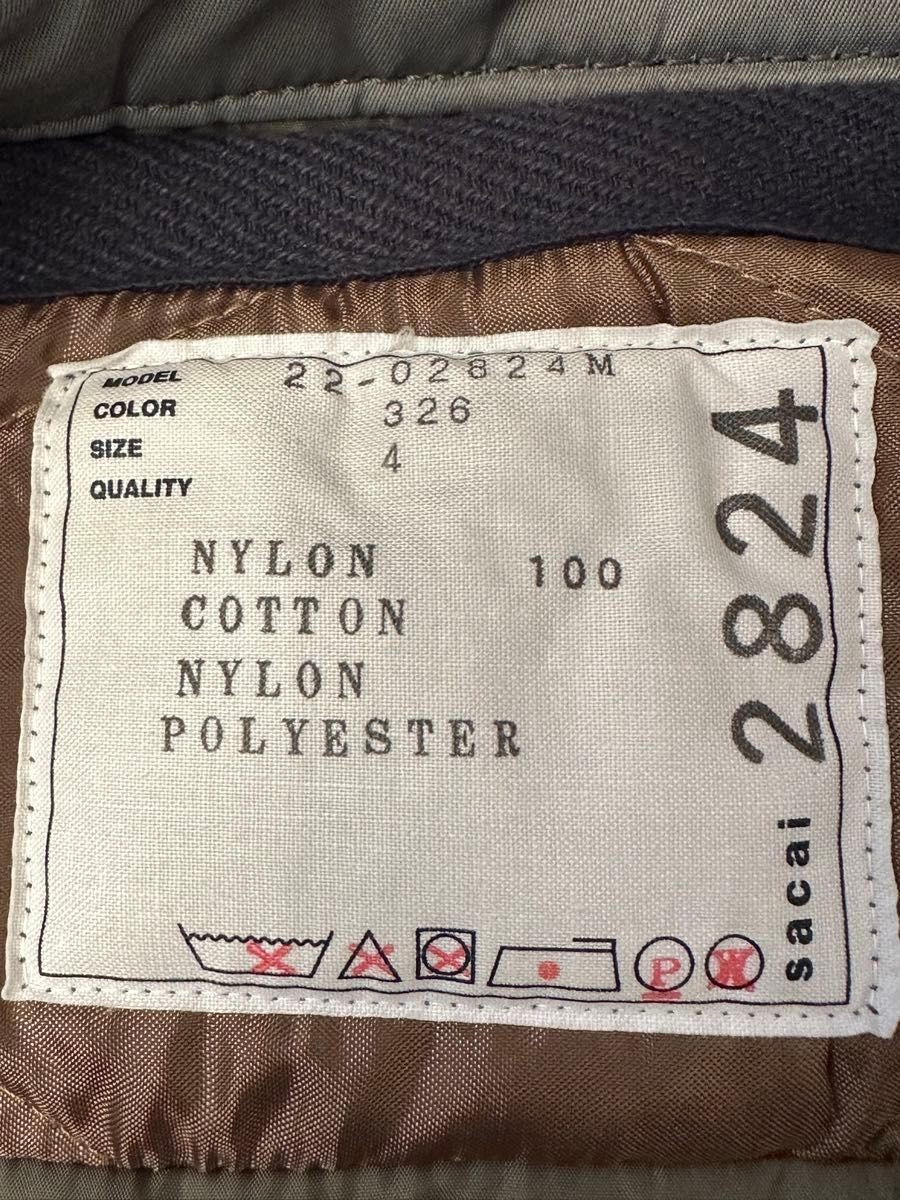 MODEL 22-02824M
COLOR 326
SIZE 4
QUALITY
NYLON 100
COTTON
NYLON
POLYESTER
P
W
sacai 2824